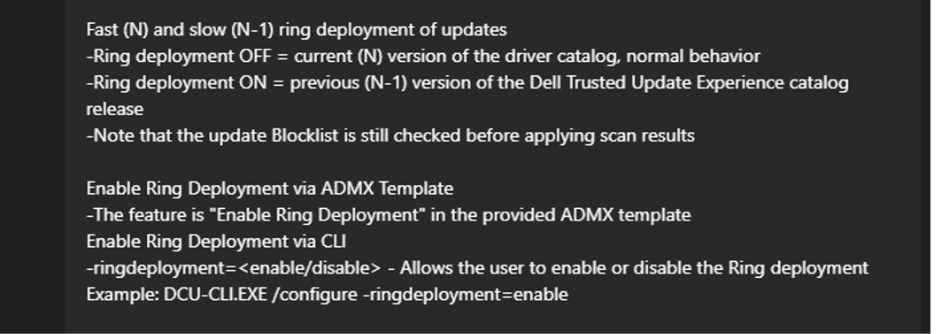 Fast (N) and slow (N-1) ring deployment of updates
-Ring deployment OFF = current (N) version of the driver catalog, normal behavior
-Ring deployment ON = previous (N-1) version of the Dell Trusted Update Experience catalog
release
-Note that the update Blocklist is still checked before applying scan results
Enable Ring Deployment via ADMX Template
-The feature is "Enable Ring Deployment" in the provided ADMX template
Enable Ring Deployment via CLI
-ringdeployment=<enable/disable> - Allows the user to enable or disable the Ring deployment
Example: DCU-CLI.EXE /configure -ringdeployment=enable